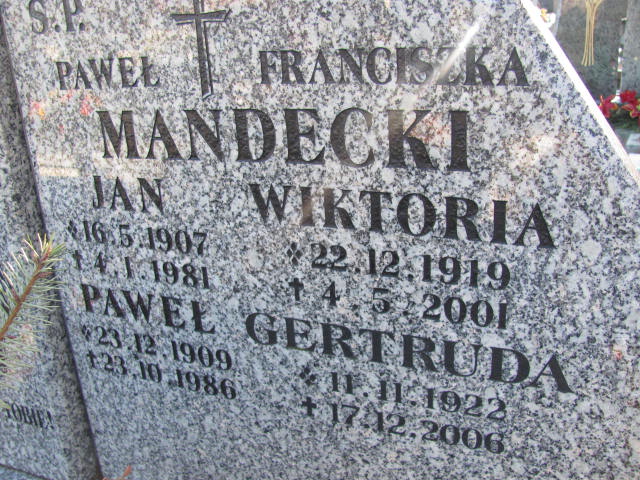 Ś.P.
PAWEŁ FRANCISZKA
MANDECKI
JAN WIKTORIA
* 16.5.1907 * 22.12.1919
† 4.1.1981 † 4.5.2001
PAWEŁ GERTRUDA
* 23.12.1909 * 11.11.1922
† 23.10.1986 † 17.12.2006
TOBIE!